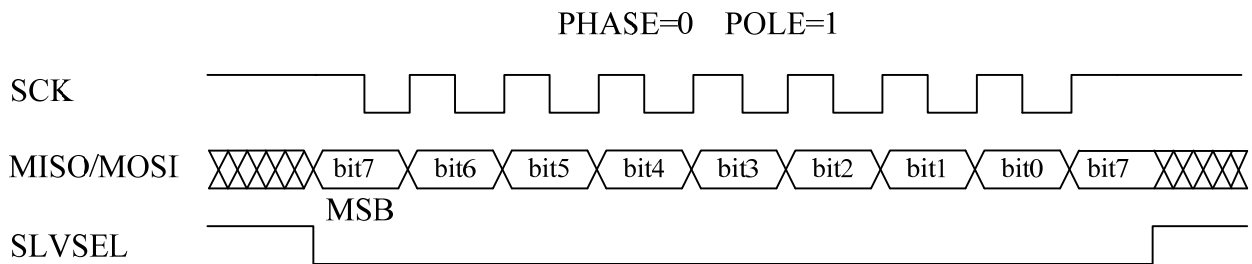 PHASE=0 POLE=1
SCK
MISO/MOSI bit7 bit6 bit5 bit4 bit3 bit2 bit1 bit0 bit7
MSB
SLVSEL